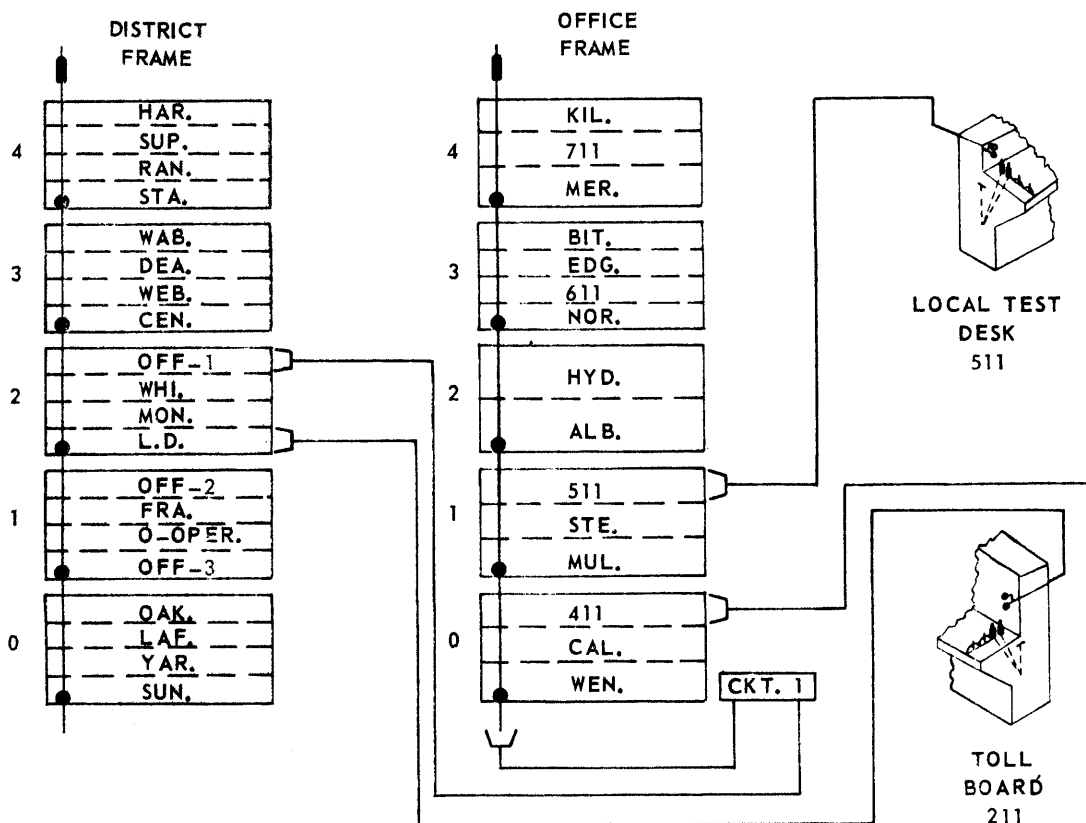 DISTRICT
FRAME
4
HAR.
SUP.
RAN.
STA.
3
WAB.
DEA.
WEB.
CEN.
2
OFF-1
WHI.
MON.
L.D.
1
OFF-2
FRA.
O-OPER.
OFF-3
0
OAK.
LAF.
YAR.
SUN.
OFFICE
FRAME
4
KIL.
711
MER.
3
BIT.
EDG.
611
NOR.
2
HYD.
ALB.
1
511
STE.
MUL.
0
411
CAL.
WEN.
CKT. 1
LOCAL TEST
DESK
511
TOLL
BOARD
211